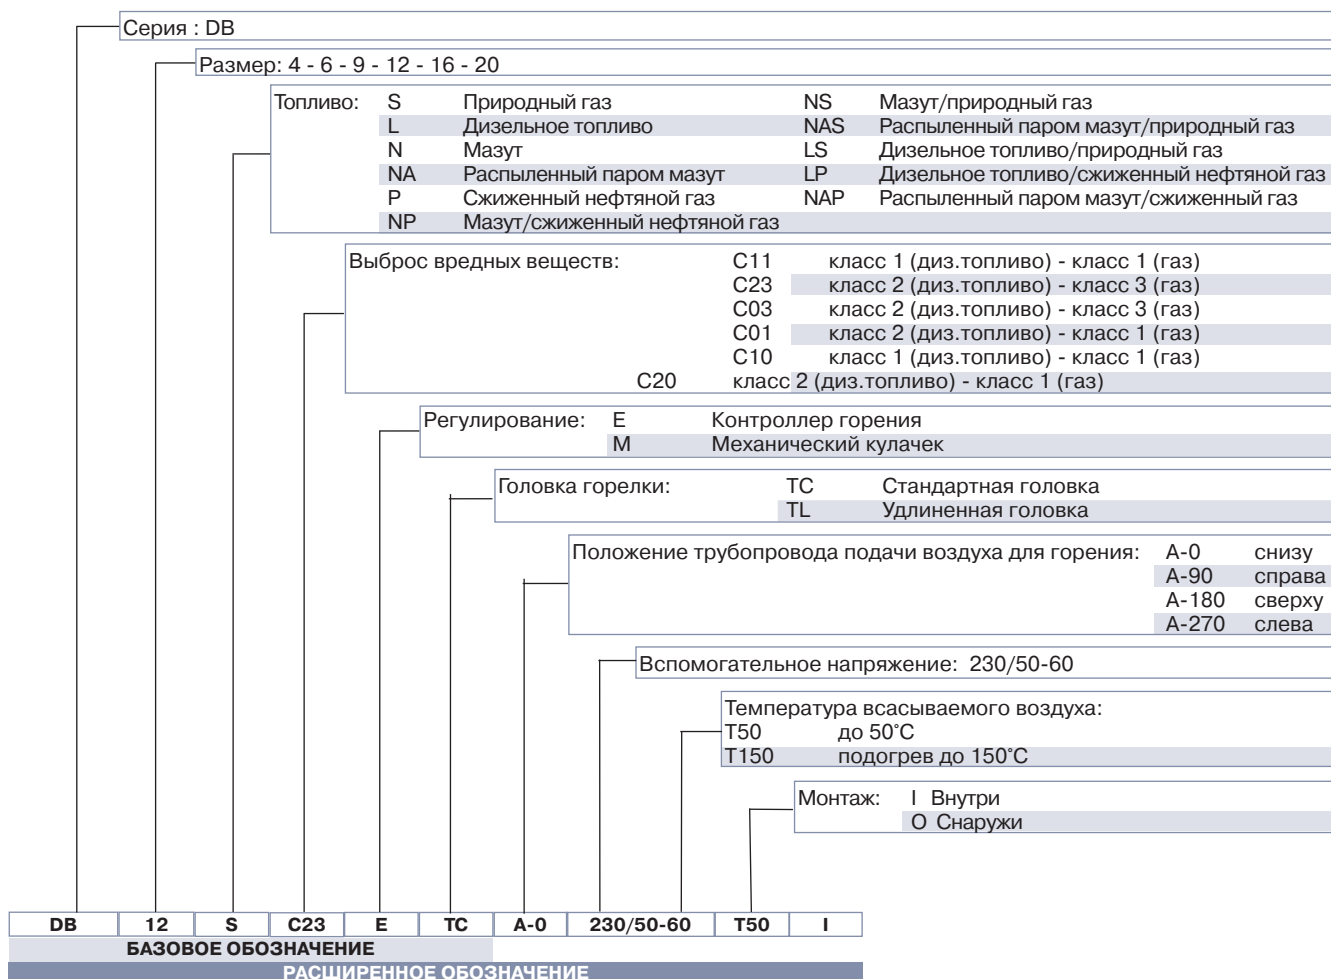 Серия : DB
Размер: 4 - 6 - 9 - 12 - 16 - 20
Топливо: S Природный газ NS Мазут/природный газ
L Дизельное топливо NAS Распыленный паром мазут/природный газ
N Мазут LS Дизельное топливо/природный газ
NA Распыленный паром мазут LP Дизельное топливо/сжиженный нефтяной газ
P Сжиженный нефтяной газ NAP Распыленный паром мазут/сжиженный газ
NP Мазут/сжиженный нефтяной газ
Выброс вредных веществ: C11 класс 1 (диз.топливо) - класс 1 (газ)
C23 класс 2 (диз.топливо) - класс 3 (газ)
C03 класс 2 (диз.топливо) - класс 3 (газ)
C01 класс 2 (диз.топливо) - класс 1 (газ)
C10 класс 1 (диз.топливо) - класс 1 (газ)
C20 класс 2 (диз.топливо) - класс 1 (газ)
Регулирование: E Контроллер горения
M Механический кулачек
Головка горелки: TC Стандартная головка
TL Удлиненная головка
Положение трубопровода подачи воздуха для горения: A-0 снизу
A-90 справа
A-180 сверху
A-270 слева
Вспомогательное напряжение: 230/50-60
Температура всасываемого воздуха:
T50 до 50˚C
T150 подогрев до 150˚C
Монтаж: I Внутри
O Снаружи
DB 12 S C23 E TC A-0 230/50-60 T50 I
БАЗОВОЕ ОБОЗНАЧЕНИЕ
РАСШИРЕННОЕ ОБОЗНАЧЕНИЕ